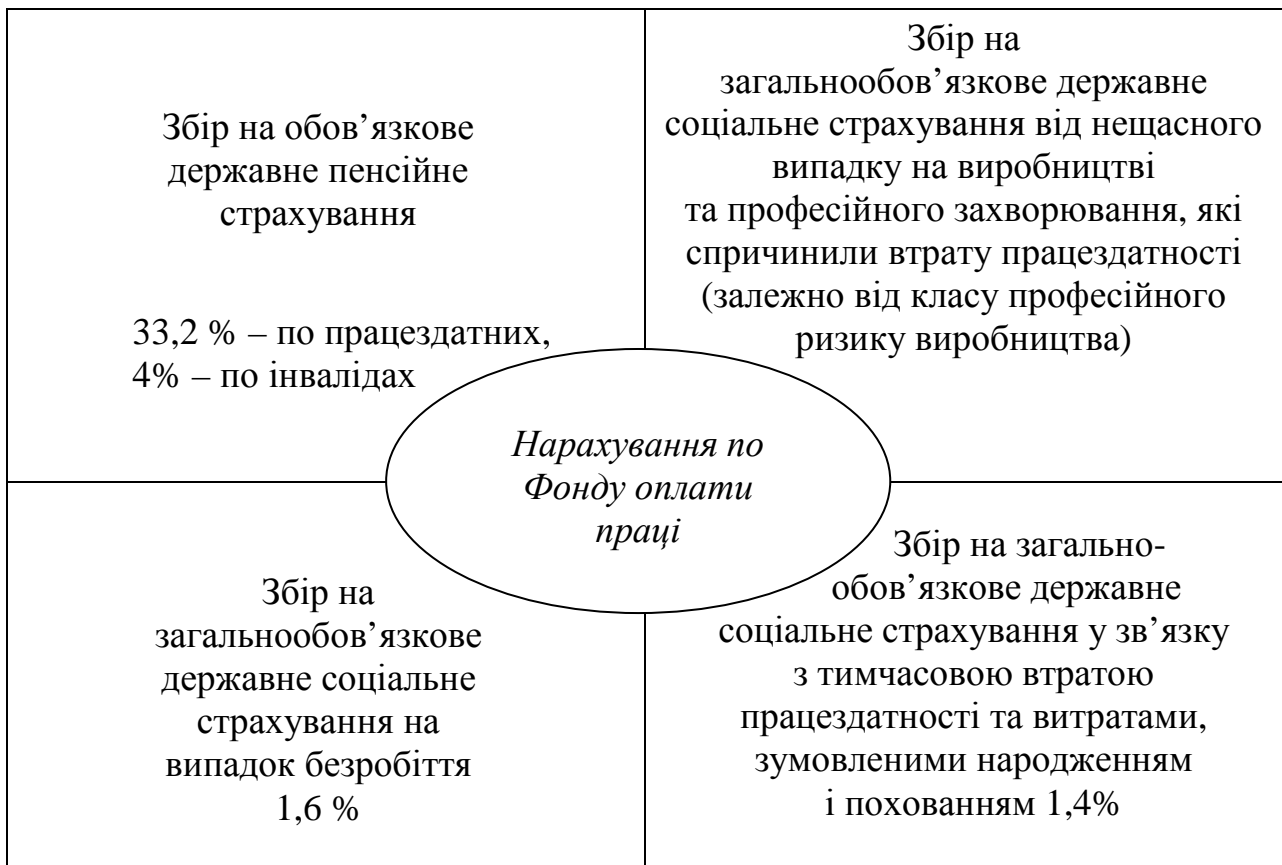 Збір на обов’язкове
державне пенсійне
страхування
33,2 % – по працездатних,
4% – по інвалідах
Збір на
загальнообов’язкове державне
соціальне страхування від нещасного
випадку на виробництві
та професійного захворювання, які
спричинили втрату працездатності
(залежно від класу професійного
ризику виробництва)
Нарахування по
Фонду оплати
праці
Збір на
загальнообов’язкове
державне соціальне
страхування на
випадок безробіття
1,6 %
Збір на загально-
обов’язкове державне
соціальне страхування у зв’язку
з тимчасовою втратою
працездатності та витратами,
зумовленими народженням
і похованням 1,4%